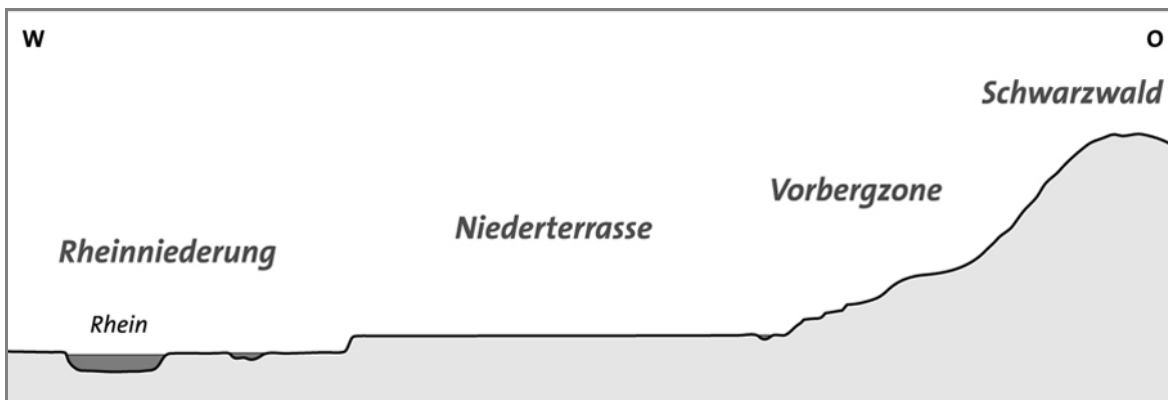 W
O
Schwarzwald
Vorbergzone
Niederterrasse
Rheinniederung
Rhein